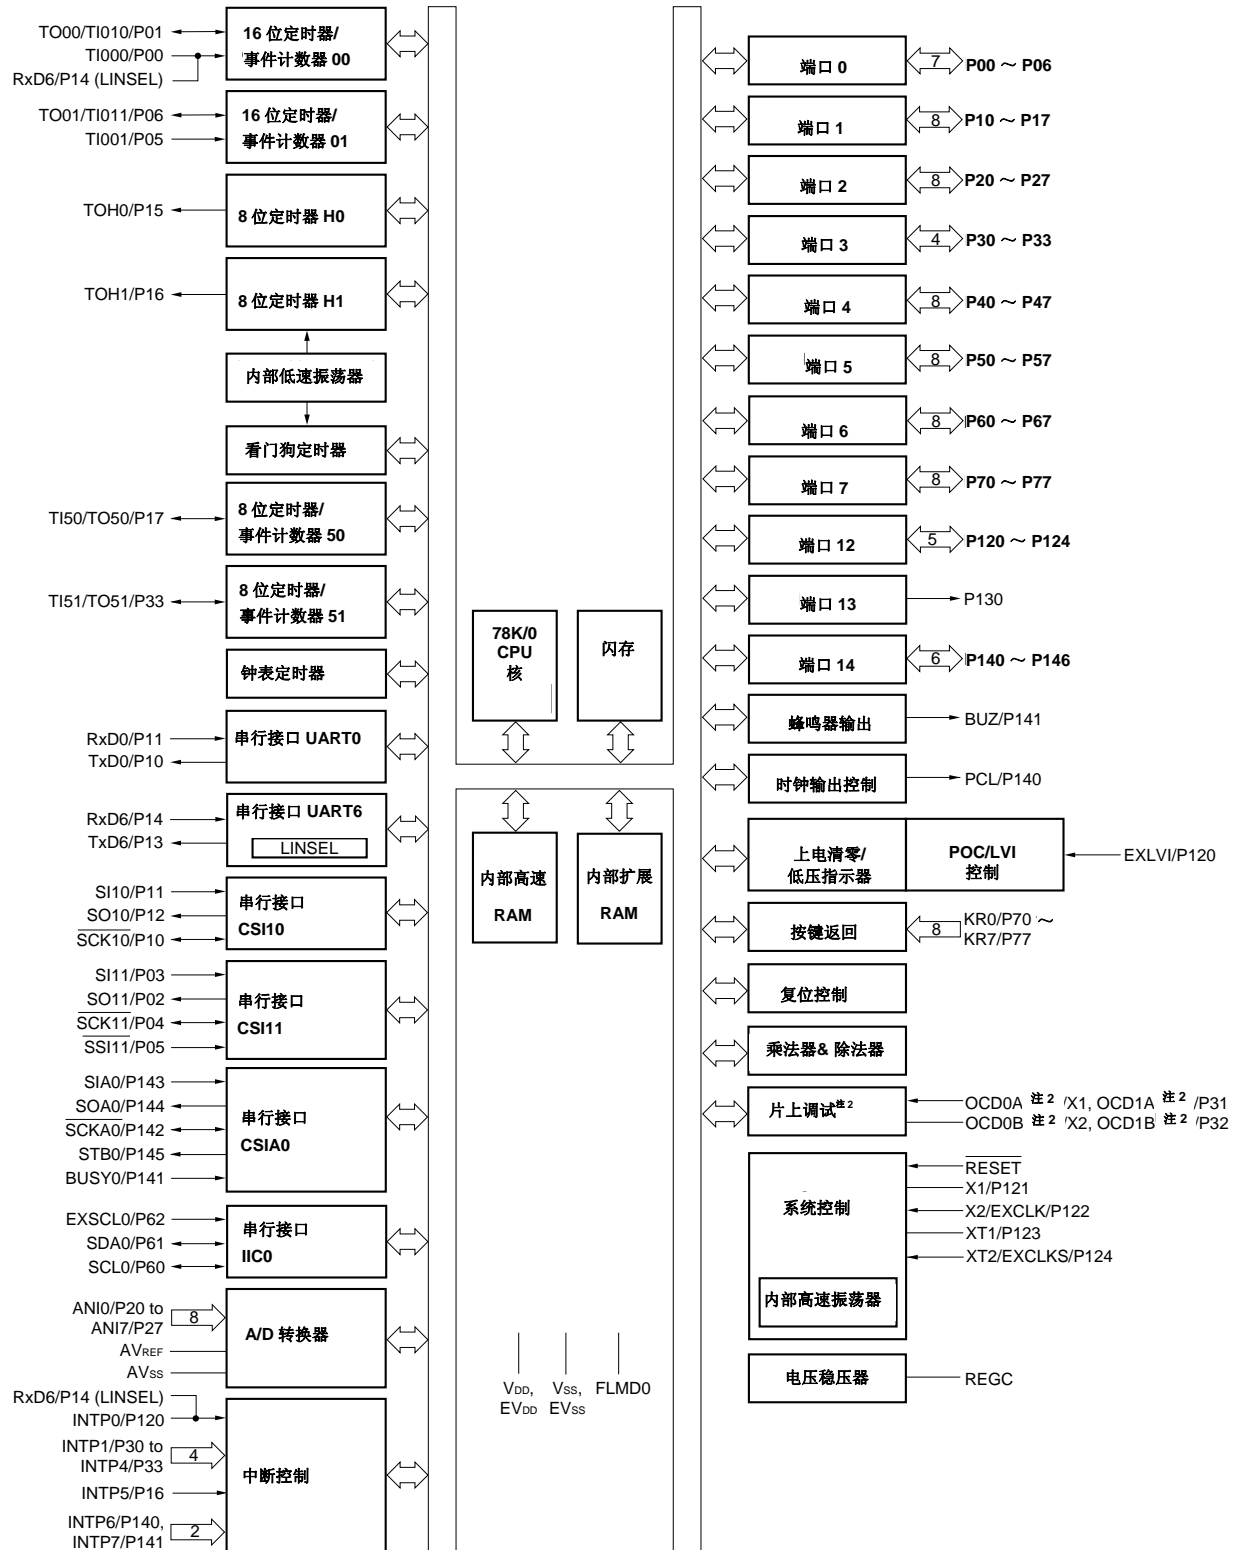 TO00/TI010/P01
TI000/P00
RxD6/P14 (LINSEL)
16 位定时器/
事件计数器 00
TO01/TI011/P06
TI001/P05
16 位定时器/
事件计数器 01
TOH0/P15
8 位定时器 H0
TOH1/P16
8 位定时器 H1
内部低速振荡器
看门狗定时器
TI50/TO50/P17
8 位定时器/
事件计数器 50
TI51/TO51/P33
8 位定时器/
事件计数器 51
钟表定时器
RxD0/P11
TxD0/P10
串行接口 UART0
RxD6/P14
TxD6/P13
串行接口 UART6
LINSEL
SI10/P11
SO10/P12
SCK10/P10
串行接口
CSI10
SI11/P03
SO11/P02
SCK11/P04
SSI11/P05
串行接口
CSI11
SIA0/P143
SOA0/P144
SCKA0/P142
STB0/P145
BUSY0/P141
串行接口
CSIA0
EXSCL0/P62
SDA0/P61
SCL0/P60
串行接口
IIC0
ANI0/P20 to
ANI7/P27
8
AVREF
AVSS
A/D 转换器
RxD6/P14 (LINSEL)
INTP0/P120
INTP1/P30 to
INTP4/P33
4
INTP5/P16
INTP6/P140,
INTP7/P141
2
中断控制
78K/0
CPU
核
闪存
内部高速
RAM
内部扩展
RAM
VDD,
EVDD
VSS,
EVSS
FLMD0
端口 0
7
P00 ～ P06
端口 1
8
P10 ～ P17
端口 2
8
P20 ～ P27
端口 3
4
P30 ～ P33
端口 4
8
P40 ～ P47
端口 5
8
P50 ～ P57
端口 6
8
P60 ～ P67
端口 7
8
P70 ～ P77
端口 12
5
P120 ～ P124
端口 13
P130
端口 14
6
P140 ～ P146
蜂鸣器输出
BUZ/P141
时钟输出控制
PCL/P140
上电清零/
低压指示器
POC/LVI
控制
EXLVI/P120
按键返回
8
KR0/P70 ～
KR7/P77
复位控制
乘法器& 除法器
片上调试注 2
OCD0A 注 2 /X1, OCD1A 注 2 /P31
OCD0B 注 2 /X2, OCD1B 注 2 /P32
系统控制
内部高速振荡器
RESET
X1/P121
X2/EXCLK/P122
XT1/P123
XT2/EXCLKS/P124
电压稳压器
REGC